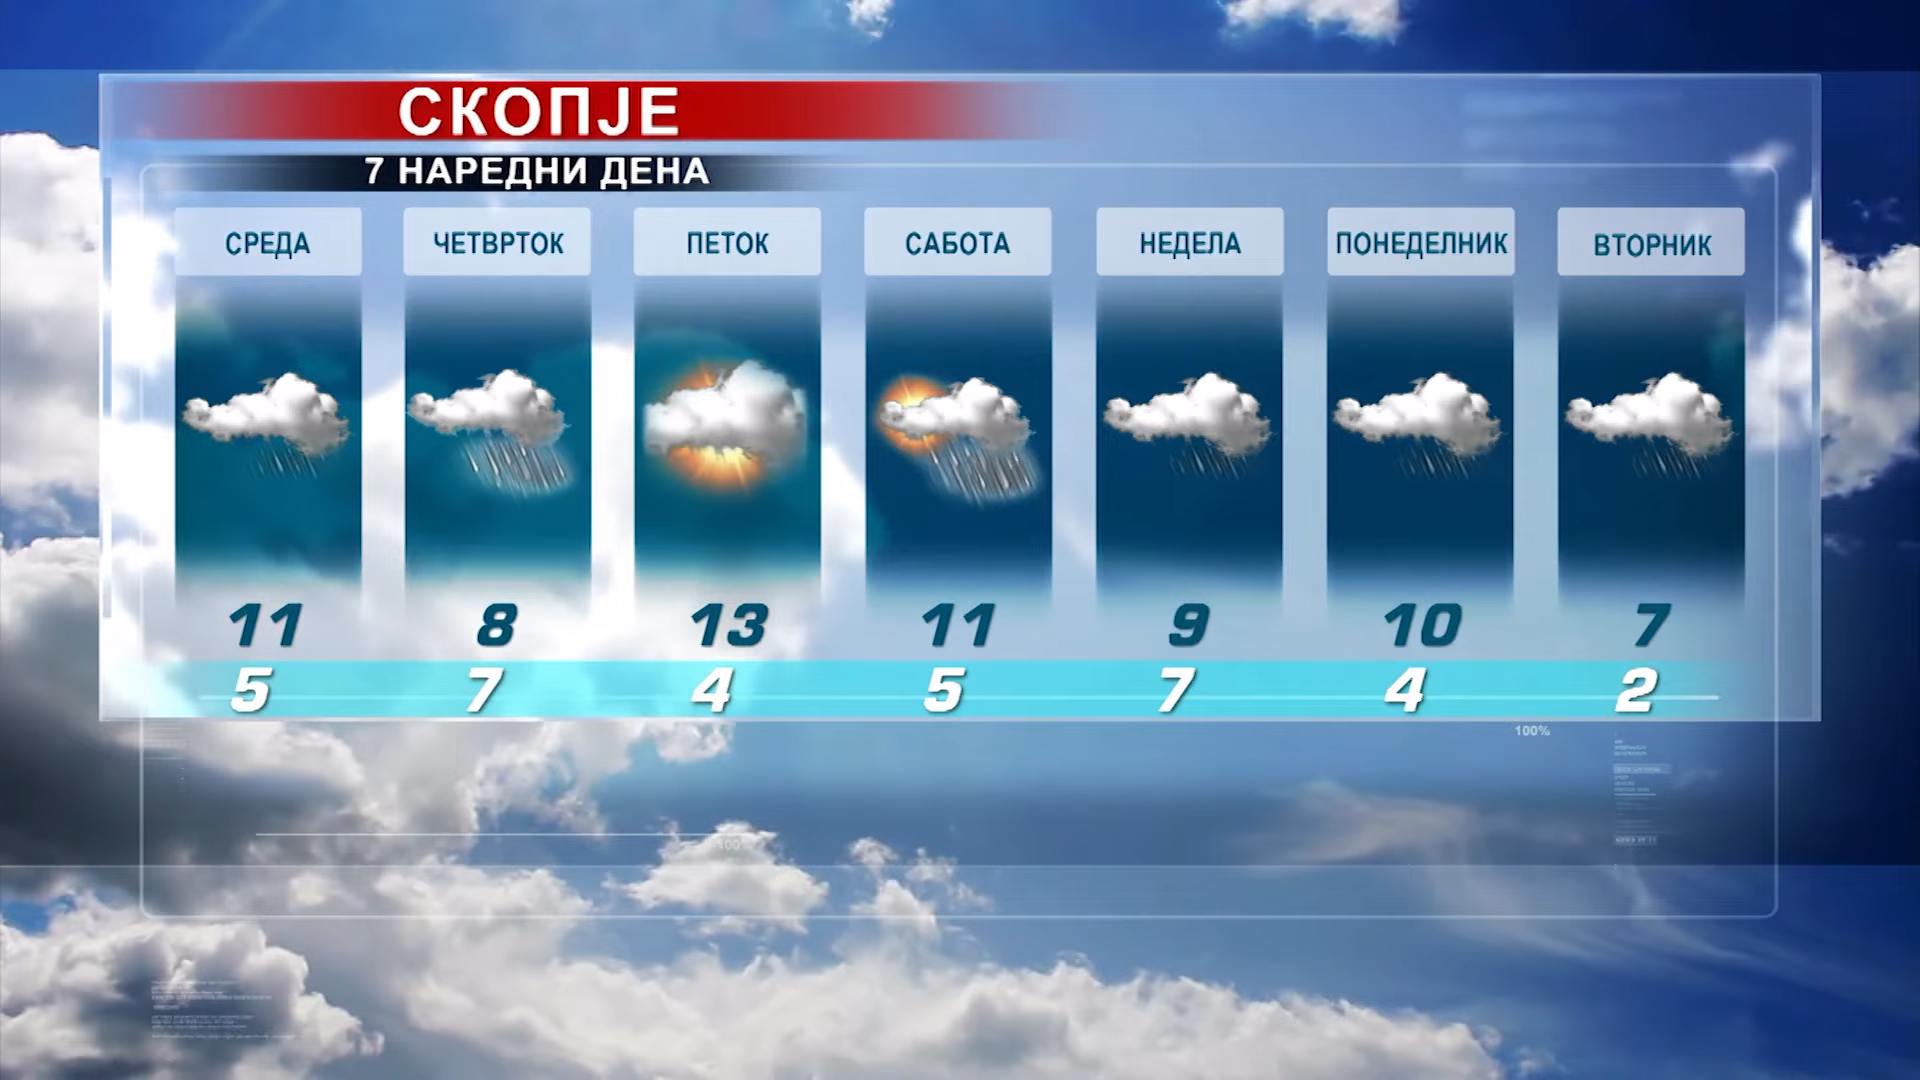 СКОПЈЕ
7 НАРЕДНИ ДЕНА
СРЕДА ЧЕТВРТОК ПЕТОК САБОТА НЕДЕЛА ПОНЕДЕЛНИК ВТОРНИК
11 8 13 11 9 10 7
5 7 4 5 7 4 2
100%